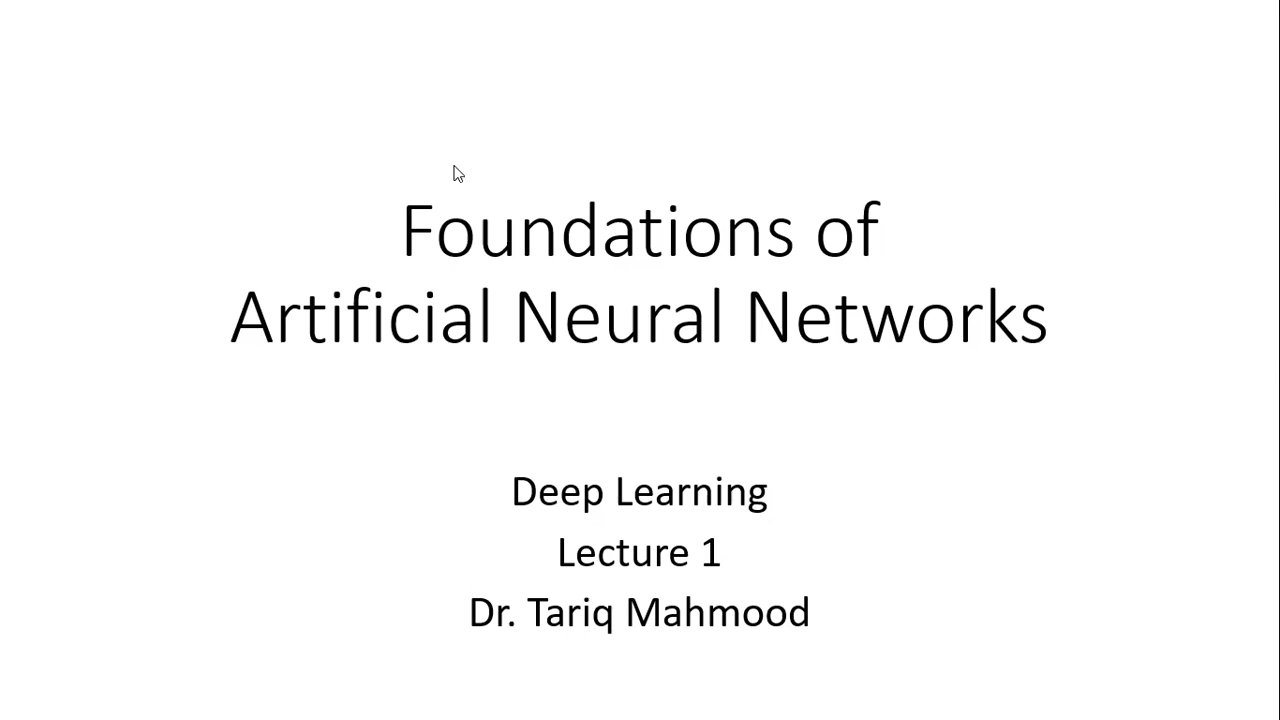 Foundations of
Artificial Neural Networks
Deep Learning
Lecture 1
Dr. Tariq Mahmood